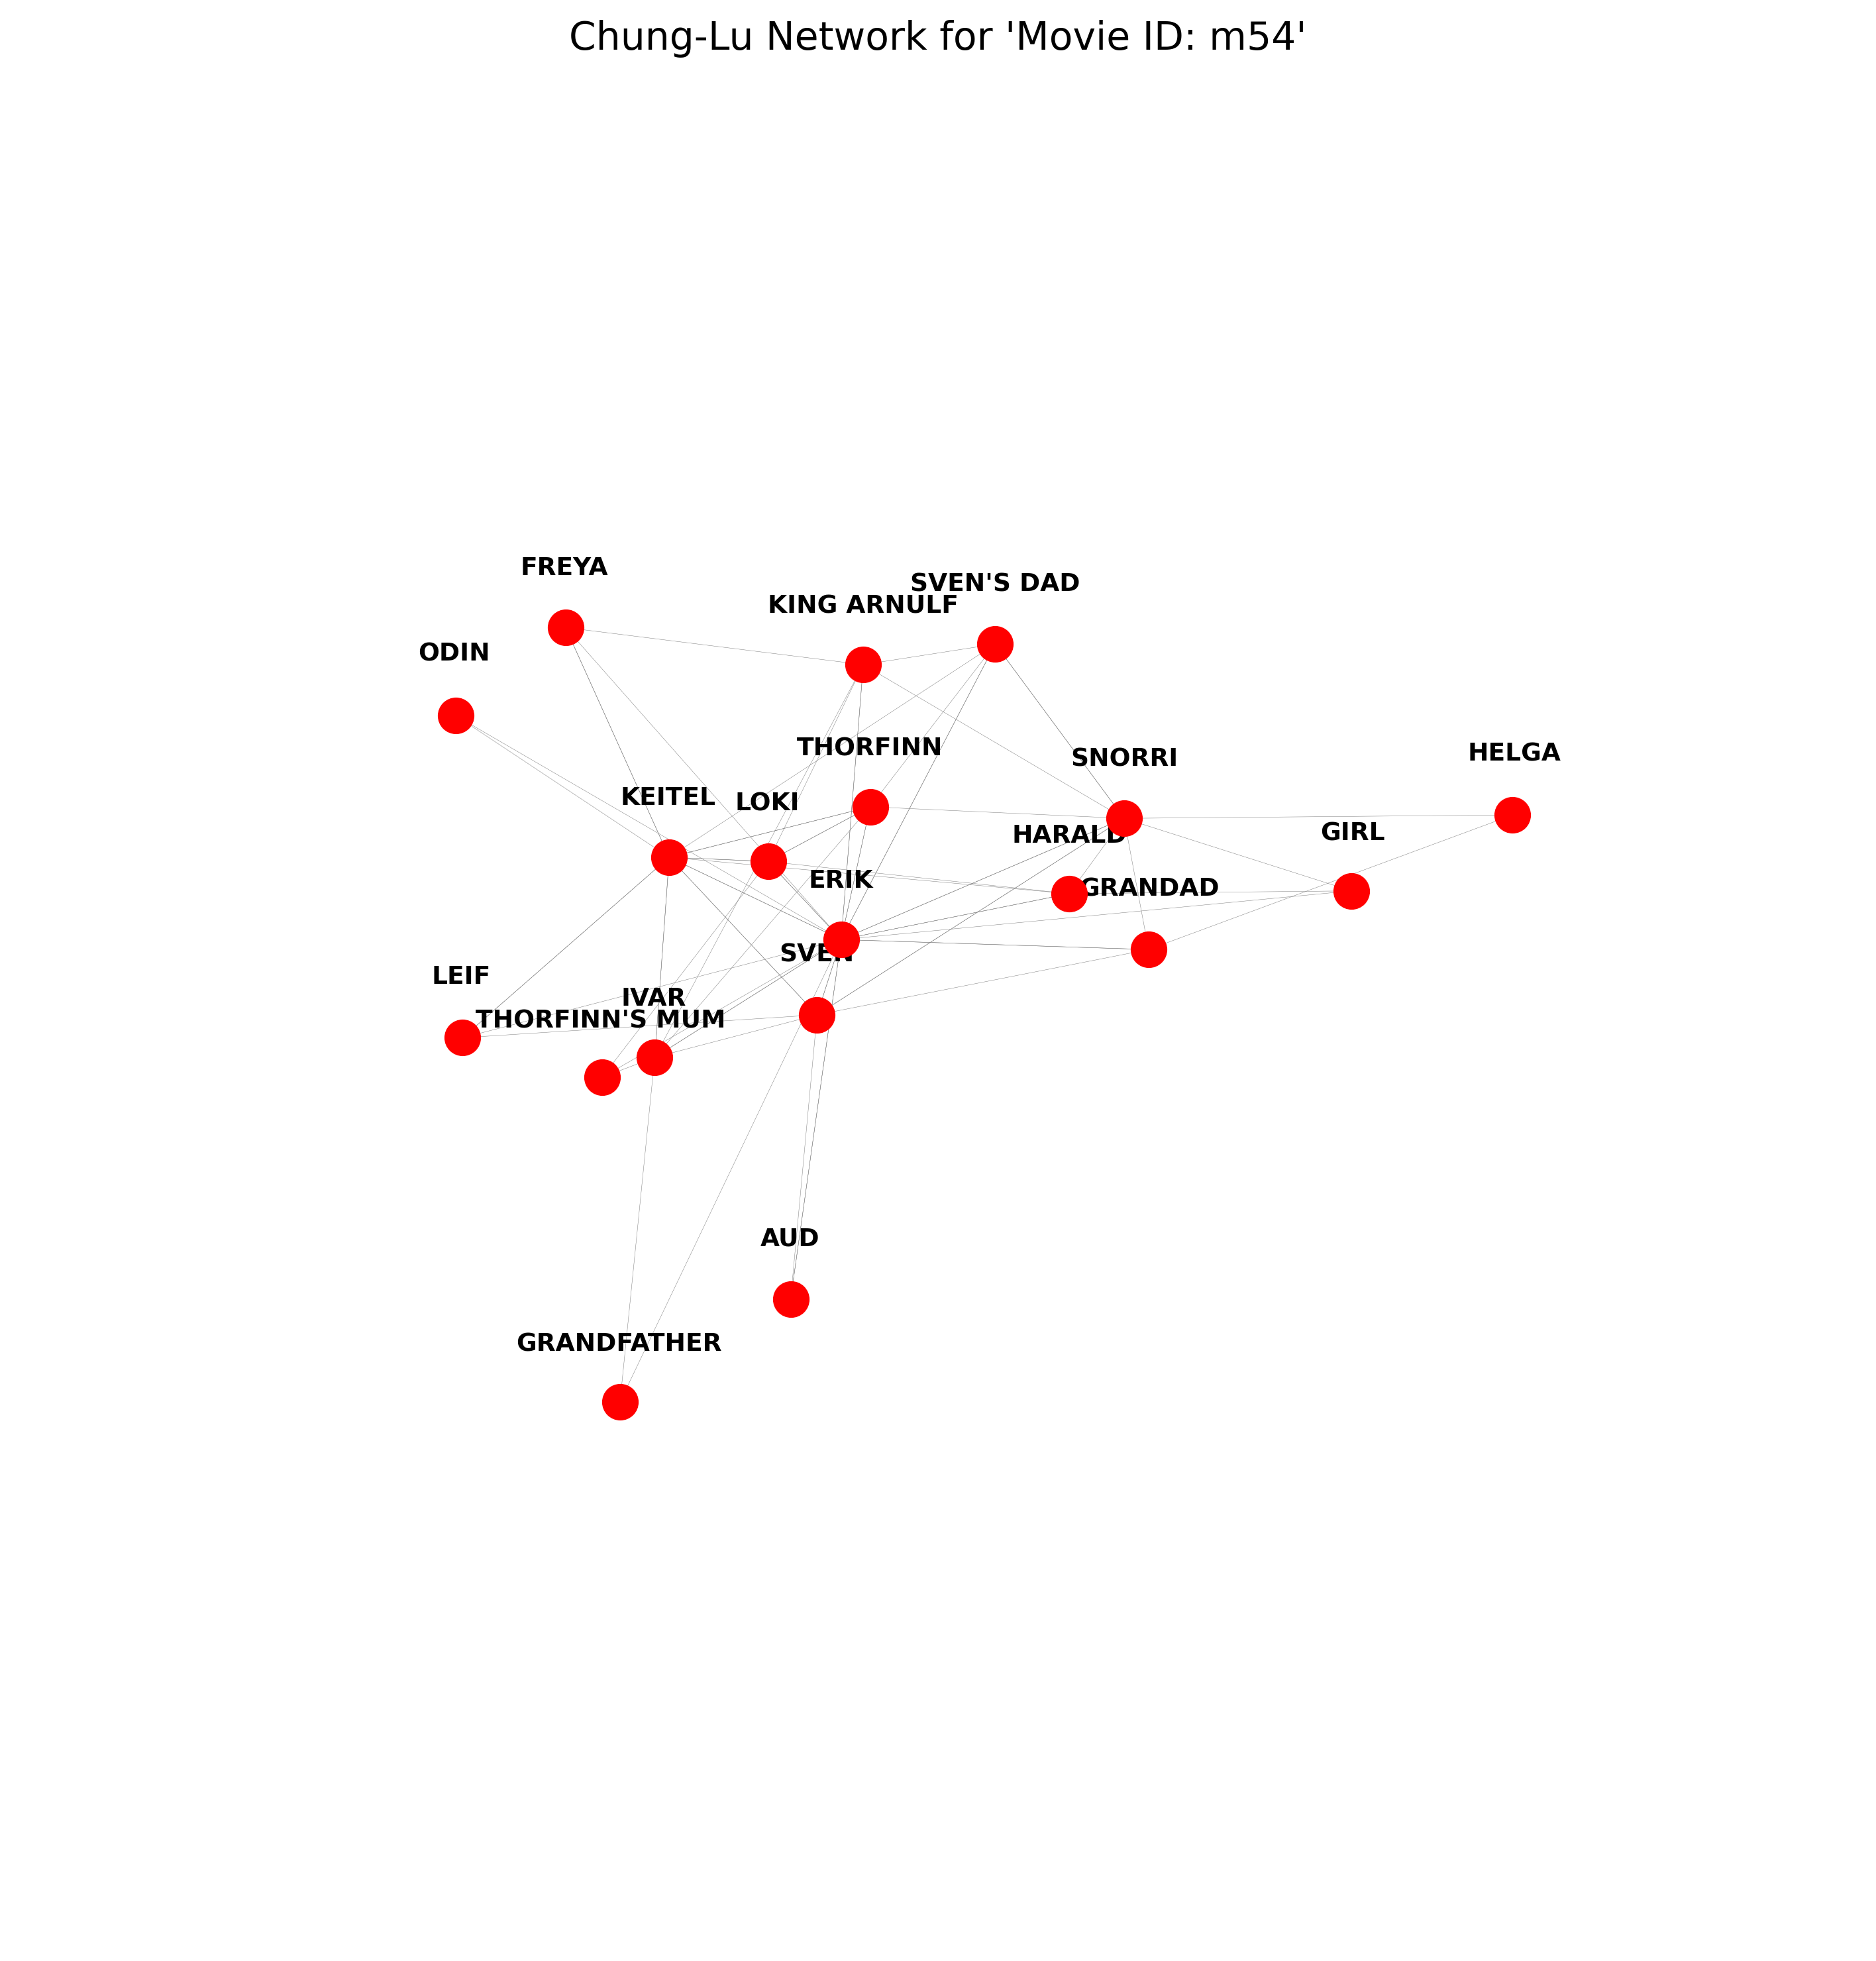 Chung-Lu Network for 'Movie ID: m54'
FREYA
SVEN'S DAD
KING ARNULF
ODIN
THORFINN
SNORRI
HELGA
KEITEL
LOKI
HARALD
GIRL
ERIK
GRANDAD
SVEN
LEIF
IVAR
THORFINN'S MUM
AUD
GRANDFATHER